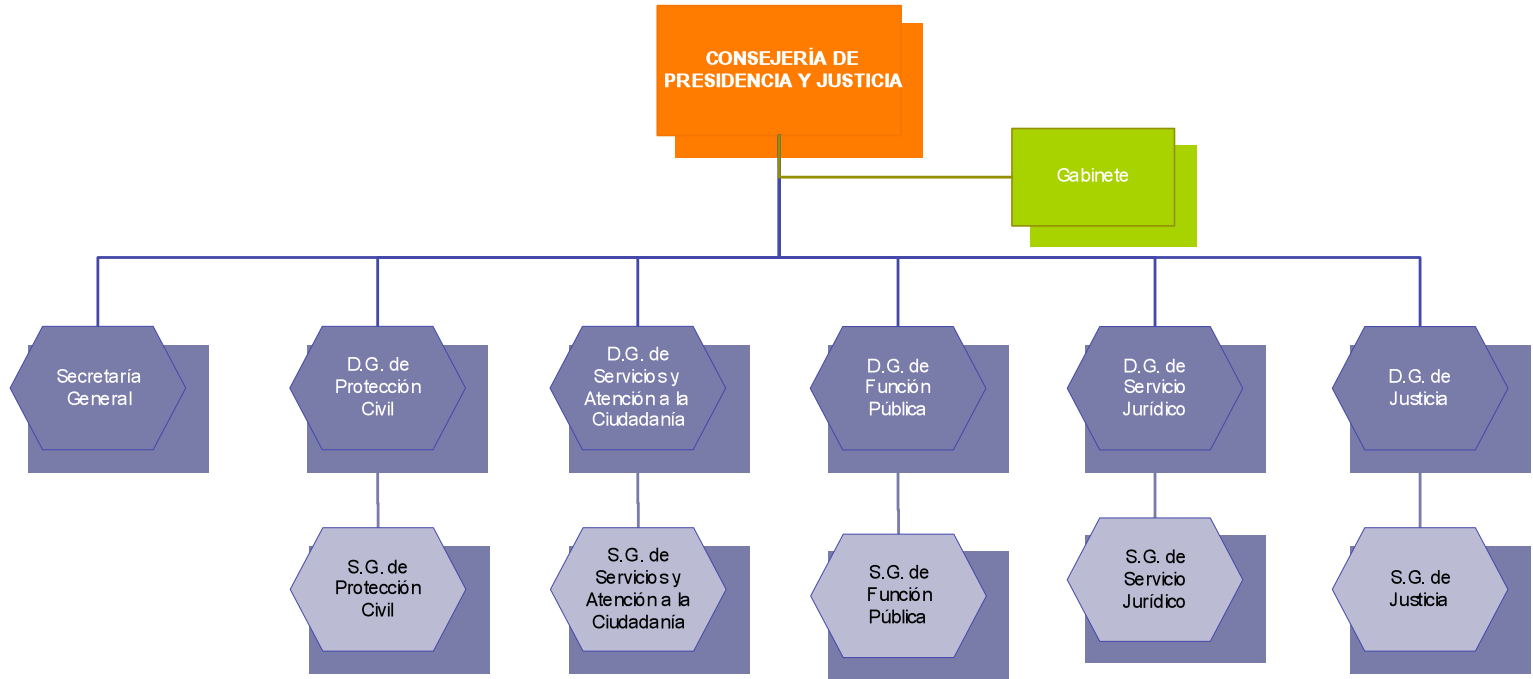 CONSEJERÍA DE
PRESIDENCIA Y JUSTICIA
Gabinete
Secretaría
General
D.G. de
Protección
Civil
D.G. de
Servicios y
Atención a la
Ciudadanía
D.G. de
Función
Pública
D.G. de
Servicio
Jurídico
D.G. de
Justicia
S.G. de
Protección
Civil
S.G. de
Servicios y
Atención a la
Ciudadanía
S.G. de
Función
Pública
S.G. de
Servicio
Jurídico
S.G. de
Justicia